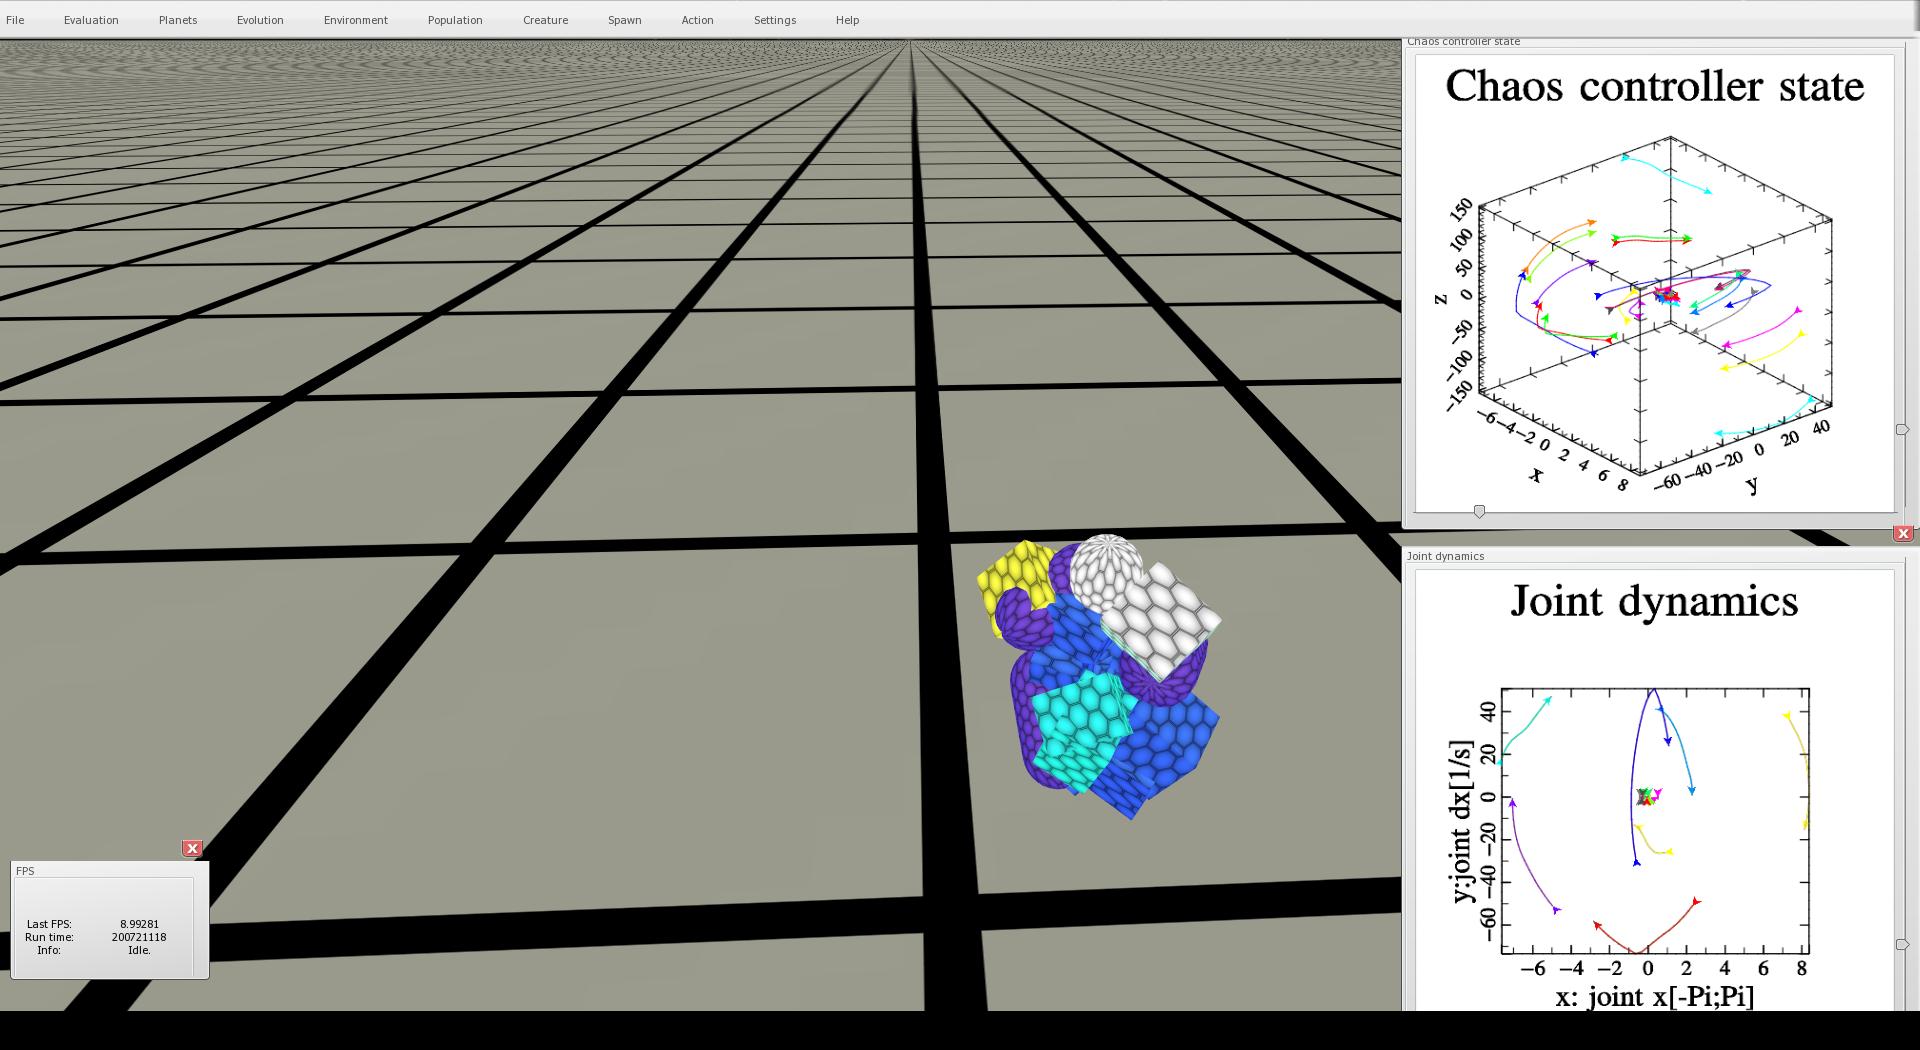 File Evaluation Planets Evolution Environment Population Creature Spawn Action Settings Help
Chaos controller state
Chaos controller state
150
100
50
0
−50
−100
−150
z
−6 −4 −2 0 2 4 6 8
x
−60 −40 −20 0 20 40
y
X
Joint dynamics
Joint dynamics
40
20
0
−20
−40
−60
y:joint dx[1/s]
−6 −4 −2 0 2 4 6 8
x: joint x[-Pi;Pi]
X
FPS
Last FPS: 8.99281
Run time: 200721118
Info: Idle.